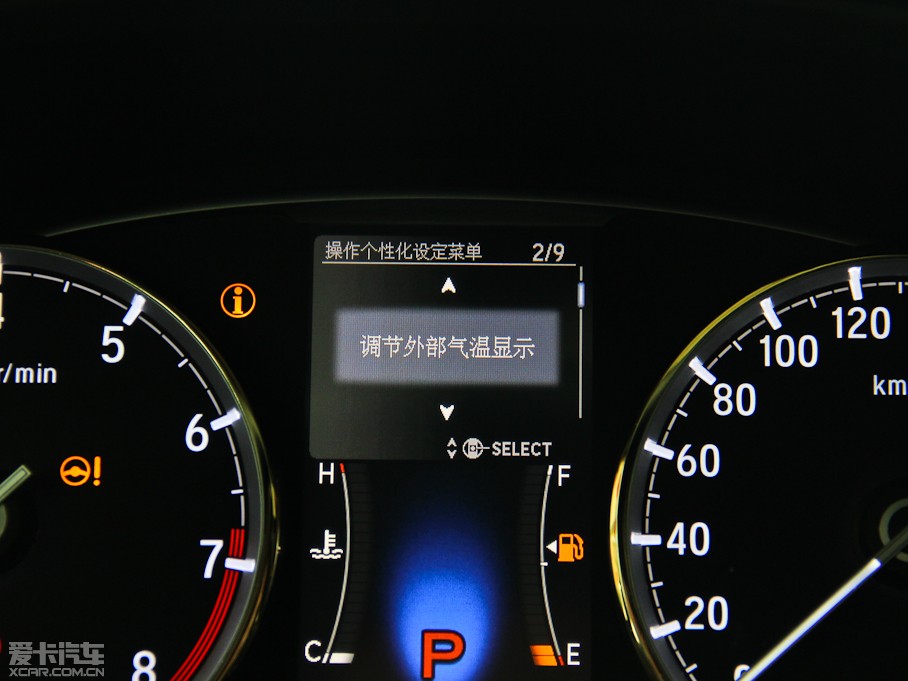 操作个性化设定菜单 2/9
调节外部气温显示
SELECT
5
r/min
6
7
8
H
C
F
E
P
120
100
km
80
60
40
20
0
爱卡汽车
XCAR.COM.CN